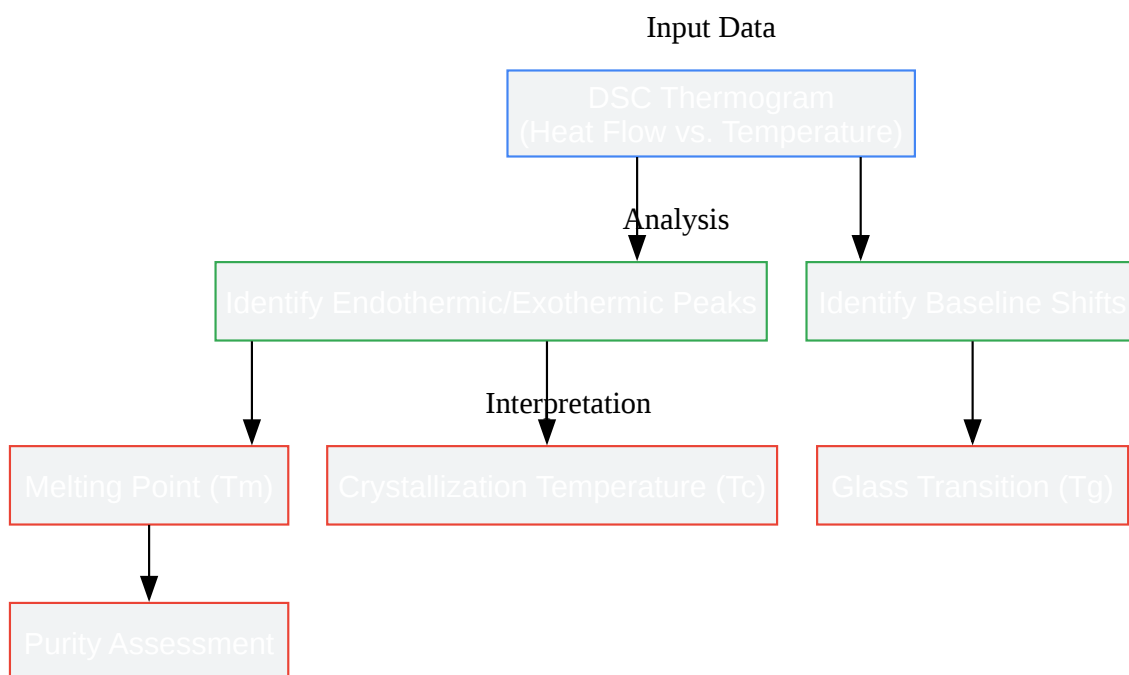 Input Data
DSC Thermogram
(Heat Flow vs. Temperature)
Analysis
Identify Endothermic/Exothermic Peaks
Identify Baseline Shifts
Interpretation
Melting Point (Tm)
Crystallization Temperature (Tc)
Glass Transition (Tg)
Purity Assessment